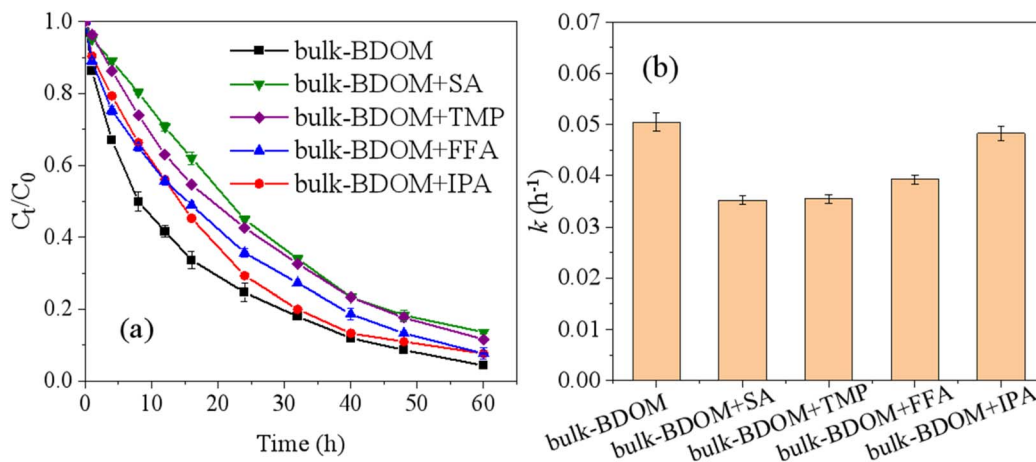 1.0
0.8
0.6
0.4
0.2
0.0
Cₜ/C₀
bulk-BDOM
bulk-BDOM+SA
bulk-BDOM+TMP
bulk-BDOM+FFA
bulk-BDOM+IPA
(a)
0 10 20 30 40 50 60
Time (h)
0.07
0.06
0.05
0.04
0.03
0.02
0.01
0.00
k (h⁻¹)
(b)
bulk-BDOM
bulk-BDOM+SA
bulk-BDOM+TMP
bulk-BDOM+FFA
bulk-BDOM+IPA